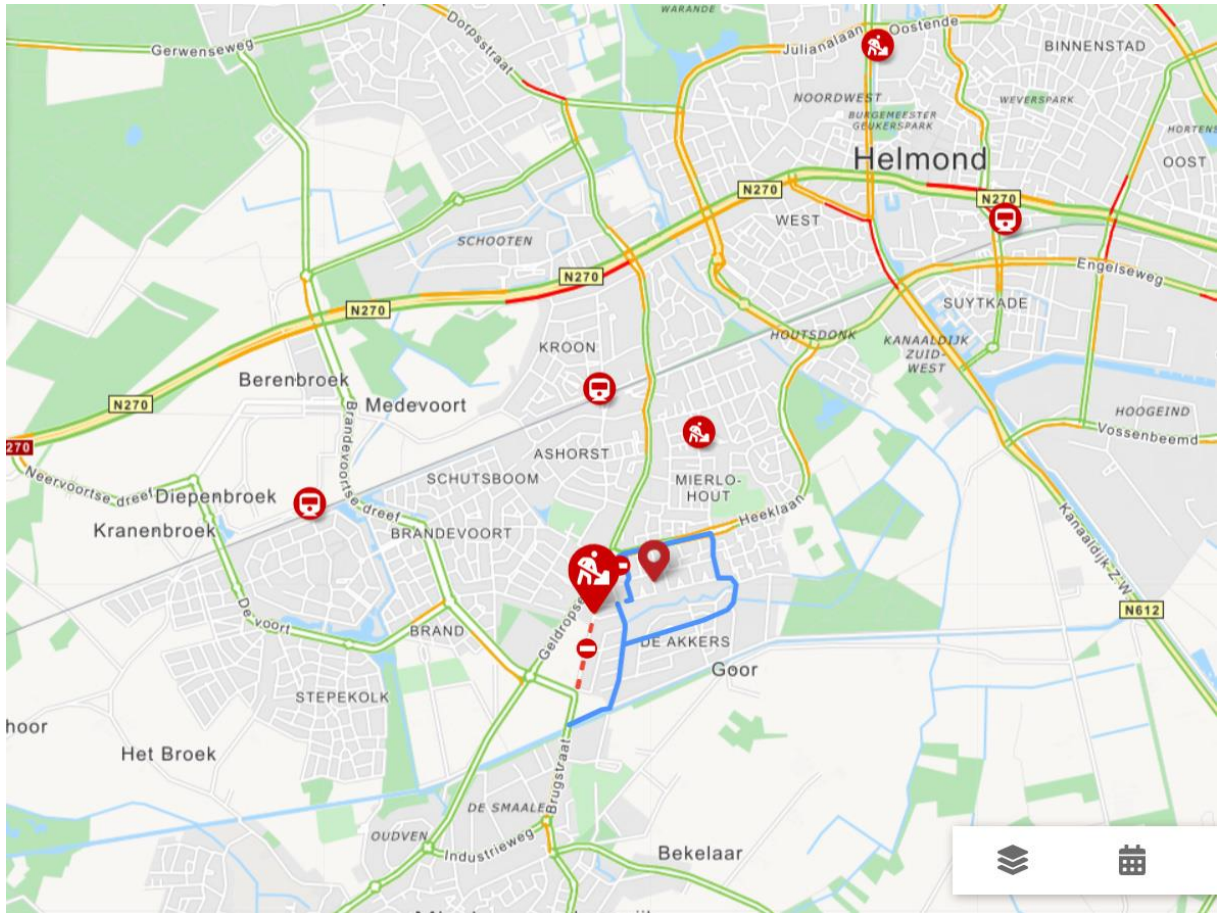 WARANDE
Gerwenseweg
Dorpsstraat
Julianalaan
Oostende
BINNENSTAD
NOORDWEST
WEVERSPARK
BURGEMEESTER
GEUKERSPARK
HORTENS
Helmond
OOST
N270
N270
WEST
SCHOOTEN
N270
Engelseweg
N270
SUYTKADE
KROON
HOUTSDONK
KANAALDIJK
ZUID-
WEST
Berenbroek
N270
Medevoort
HOOGEIND
Vossenbeemd
270
Brandevoortse dreef
ASHORST
SCHUTSBOOM
MIERLO-
HOUT
Neervoortse dreef
Diepenbroek
Kranenbroek
BRANDEVOORT
Heeklaan
Kanaaldijk Z.W.
De voort
N612
BRAND
Geldropse
DE AKKERS
Goor
STEPEKOLK
hoor
Het Broek
Brugstraat
DE SMAALE
OUDVEN
Industrieweg
Bekelaar